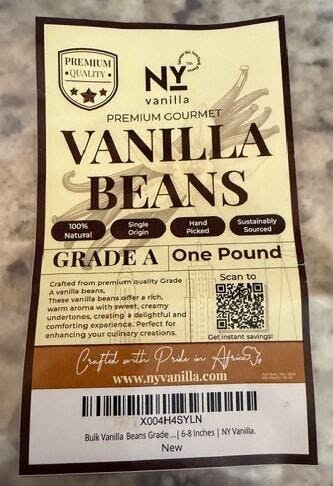 PREMIUM
• QUALITY •
NY
TM
vanilla
PREMIUM GOURMET
VANILLA
BEANS
100%
Natural
Single
Origin
Hand
Picked
Sustainably
Sourced
GRADE A
One Pound
Crafted from premium quality Grade
A vanilla beans,
These vanilla beans offer a rich,
warm aroma with sweet, creamy
undertones, creating a delightful and
comforting experience. Perfect for
enhancing your culinary creations.
Scan to
Get instant savings!
Crafted with Pride in Africa
www.nyvanilla.com
X004H4SYLN
Bulk Vanilla Beans Grade ...| 6-8 Inches | NY Vanilla.
New